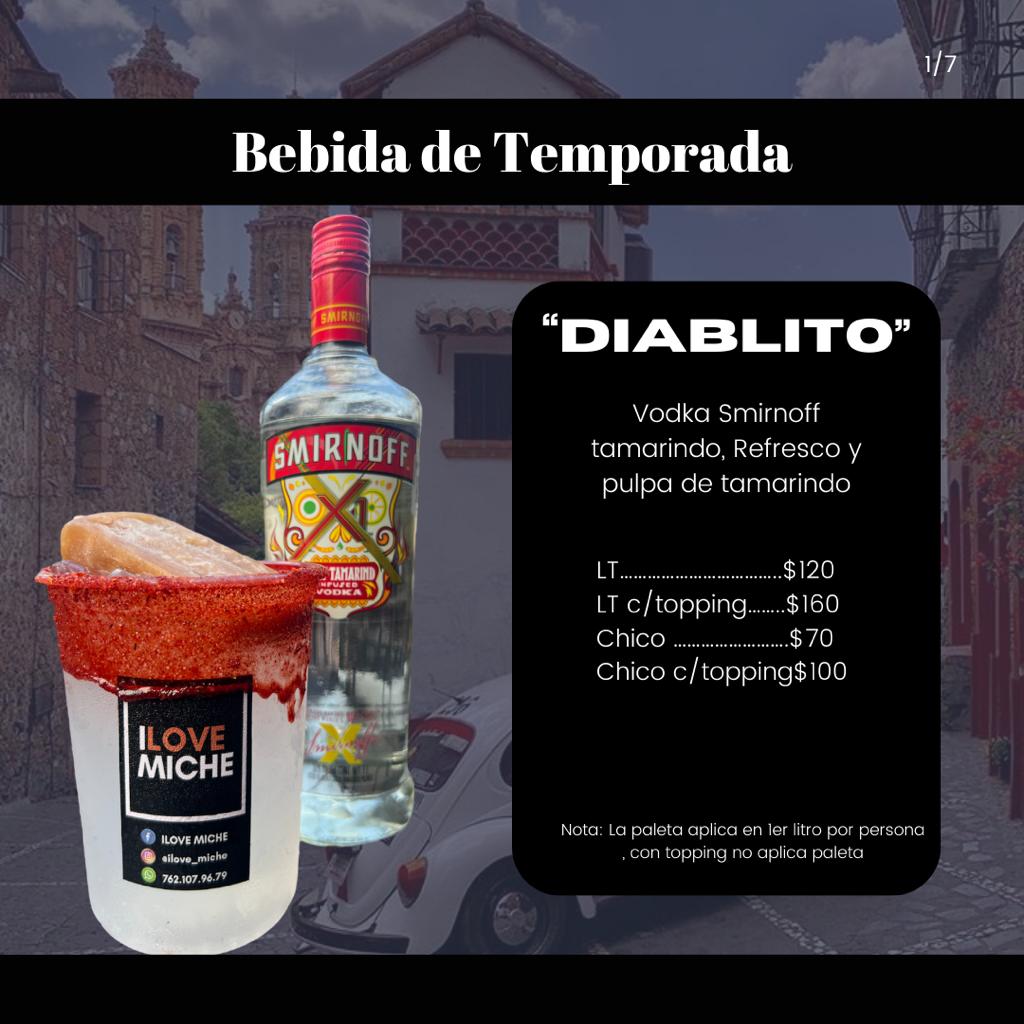 1/7
Bebida de Temporada
SMIRNOFF
SMIRNOFF
TAMARIND
INFUSED
VODKA
"DIABLITO"
Vodka Smirnoff
tamarindo, Refresco y
pulpa de tamarindo
LT.....................................$120
LT c/topping........$160
Chico ..........................$70
Chico c/topping$100
Nota: La paleta aplica en 1er litro por persona
, con topping no aplica paleta
ILOVE
MICHE
ILOVE MICHE
@ilove_miche
762.107.96.79